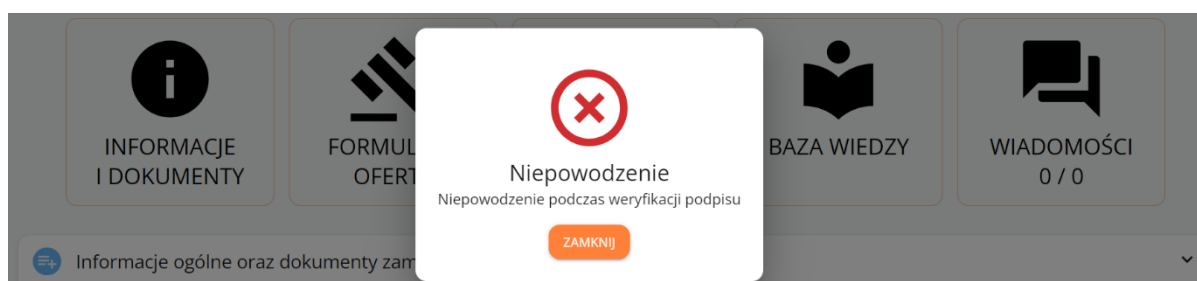 INFORMACJE
I DOKUMENTY
FORMUL
OFERT
BAZA WIEDZY
WIADOMOŚCI
0 / 0
Niepowodzenie
Niepowodzenie podczas weryfikacji podpisu
ZAMKNIJ
Informacje ogólne oraz dokumenty zam